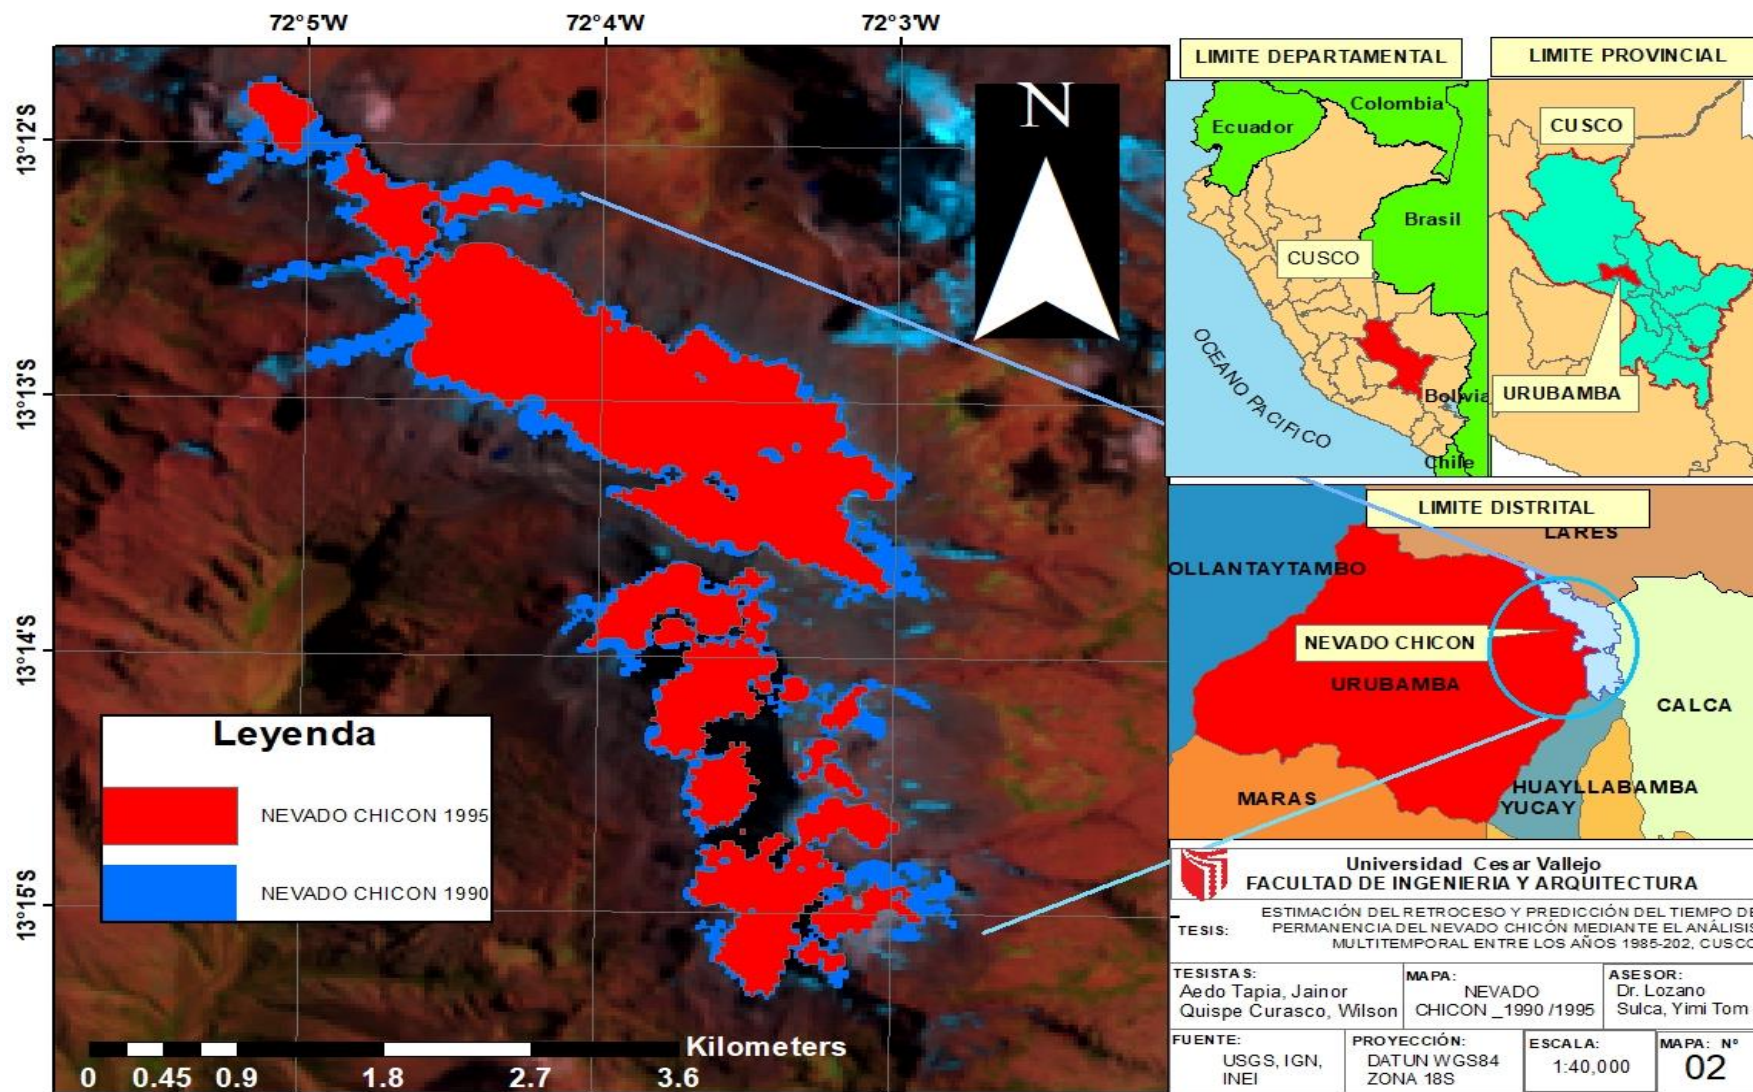 72°5'W
72°4'W
72°3'W
13°12'S
13°13'S
13°14'S
13°15'S
N
Leyenda
NEVADO CHICON 1995
NEVADO CHICON 1990
Kilometers
0 0.45 0.9 1.8 2.7 3.6
LIMITE DEPARTAMENTAL
Colombia
Ecuador
Brasil
CUSCO
OCEANO PACIFICO
Bolivia
Chile
LIMITE PROVINCIAL
CUSCO
URUBAMBA
LIMITE DISTRITAL
LARES
OLLANTAYTAMBO
NEVADO CHICON
URUBAMBA
CALCA
MARAS
HUAYLLABAMBA
YUCAY
Universidad Cesar Vallejo
FACULTAD DE INGENIERIA Y ARQUITECTURA
TESIS:
ESTIMACIÓN DEL RETROCESO Y PREDICCIÓN DEL TIEMPO DE
PERMANENCIA DEL NEVADO CHICÓN MEDIANTE EL ANÁLISIS
MULTITEMPORAL ENTRE LOS AÑOS 1985-202, CUSCO
TESISTAS:
Aedo Tapia, Jainor
Quispe Curasco, Wilson
MAPA:
NEVADO
CHICON _1990 /1995
ASESOR:
Dr. Lozano
Sulca, Yimi Tom
FUENTE:
USGS, IGN,
INEI
PROYECCIÓN:
DATUN WGS84
ZONA 18S
ESCALA:
1:40,000
MAPA: Nº
02